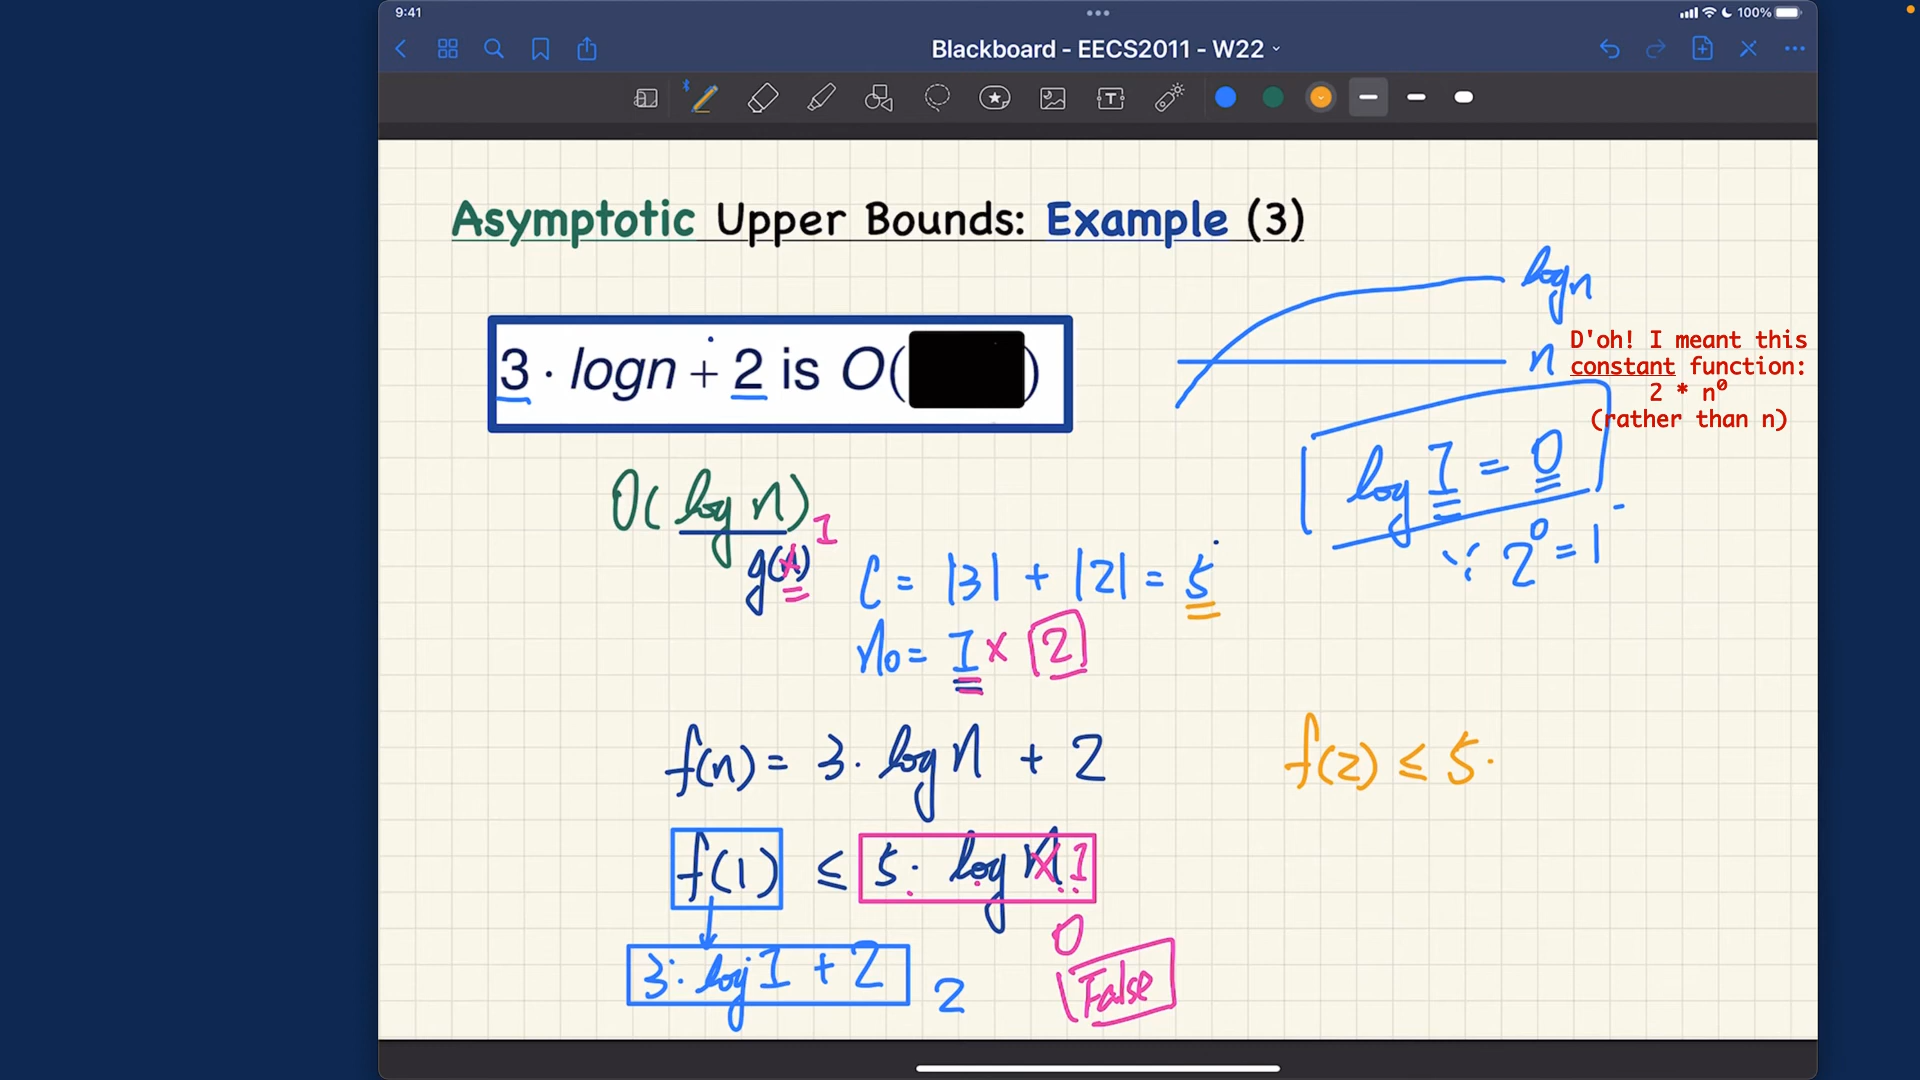 9:41
100%
Blackboard - EECS2011 - W22
Asymptotic Upper Bounds: Example (3)
log n
3 · logn + 2 is O( )
n
D'oh! I meant this
constant function:
2 * n⁰
(rather than n)
log 1 = 0
∵ 2⁰ = 1
O( log n )
g(n) 1
C = |3| + |2| = 5
n₀ = 1 × 2
f(n) = 3 · log n + 2
f(2) ≤ 5 ·
f(1) ≤ 5 · log n 1
0
3 · log 1 + 2
2
False